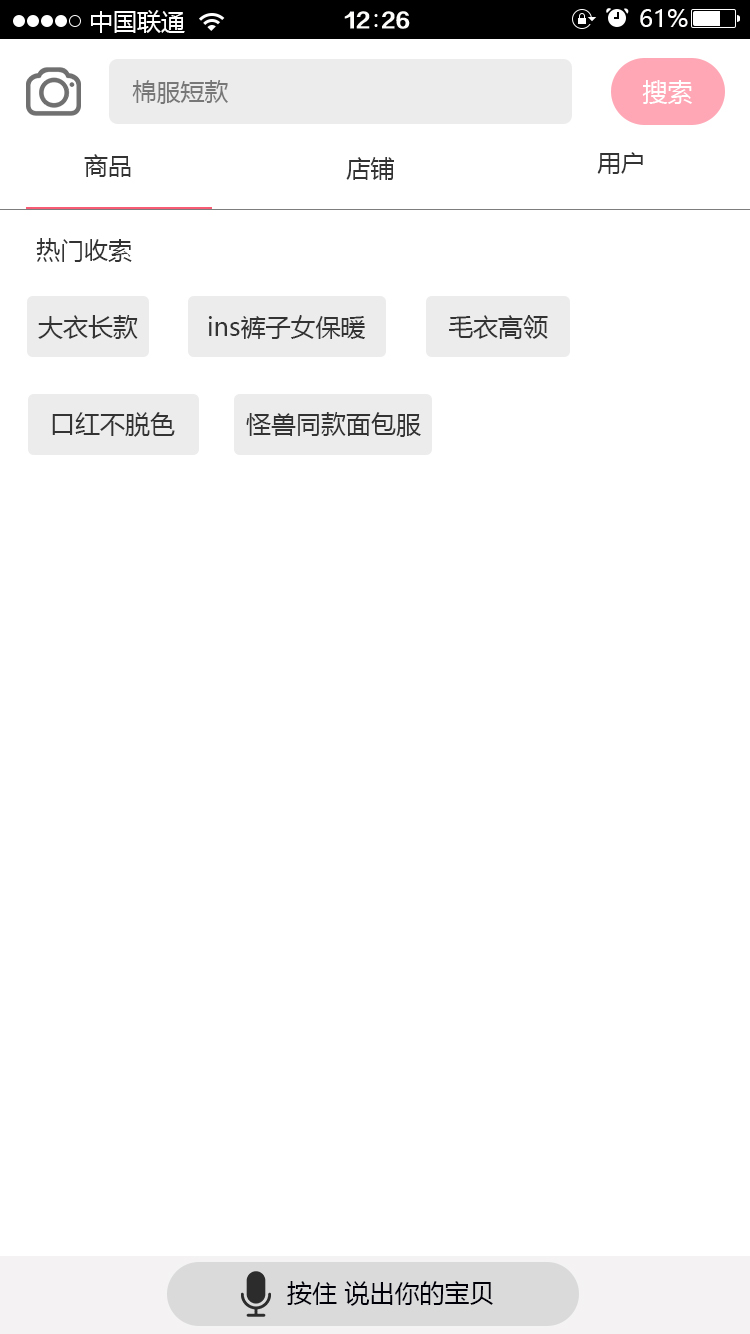 中国联通 12:26 61%
棉服短款 搜索
商品 店铺 用户
热门收索
大衣长款 ins裤子女保暖 毛衣高领
口红不脱色 怪兽同款面包服
按住 说出你的宝贝